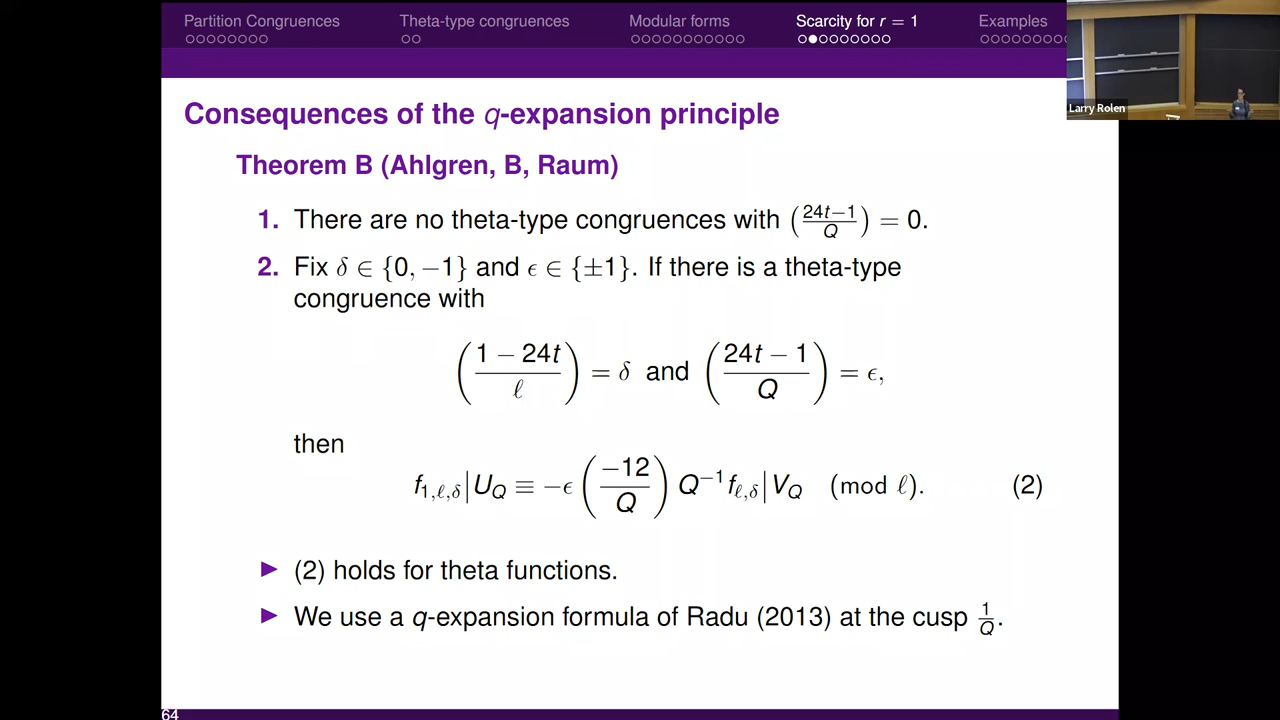 Partition Congruences Theta-type congruences Modular forms Scarcity for r = 1 Examples
Larry Rolen
Consequences of the q-expansion principle
Theorem B (Ahlgren, B, Raum)
1. There are no theta-type congruences with (24t−1/Q) = 0.
2. Fix δ ∈ {0, −1} and ϵ ∈ {±1}. If there is a theta-type
congruence with
(1 − 24t/ℓ) = δ and (24t − 1/Q) = ϵ,
then
f1,ℓ,δ|UQ ≡ −ϵ (−12/Q) Q−1 fℓ,δ|VQ (mod ℓ). (2)
▶ (2) holds for theta functions.
▶ We use a q-expansion formula of Radu (2013) at the cusp 1/Q.
64